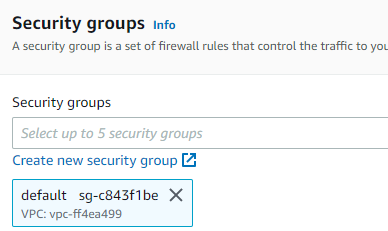 Security groups Info
A security group is a set of firewall rules that control the traffic to you
Security groups
Select up to 5 security groups
Create new security group
default sg-c843f1be
VPC: vpc-ff4ea499